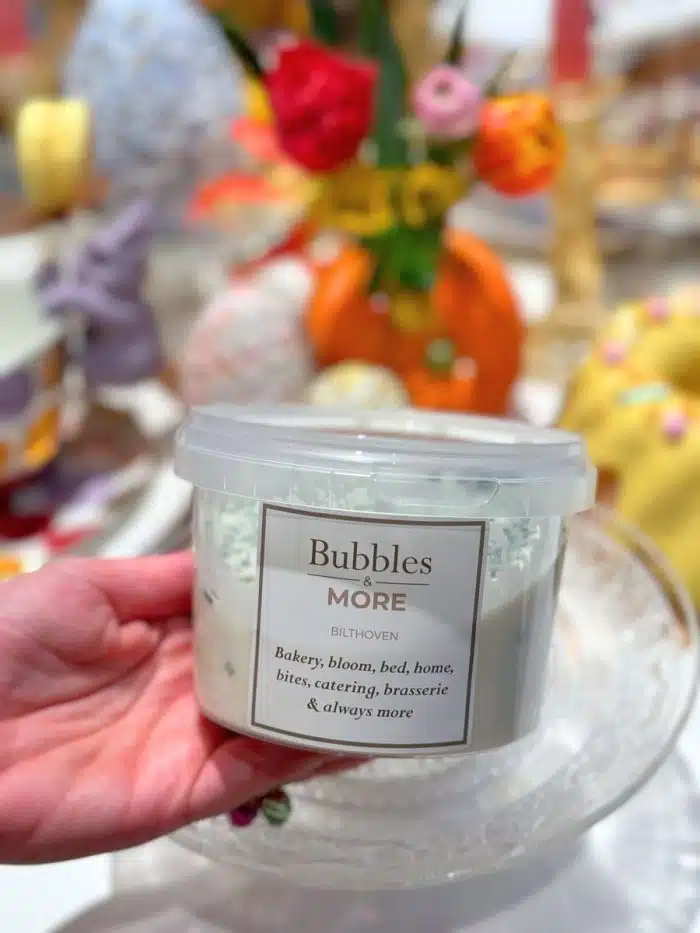 Bubbles
&
MORE
BILTHOVEN
Bakery, bloom, bed, home,
bites, catering, brasserie
& always more